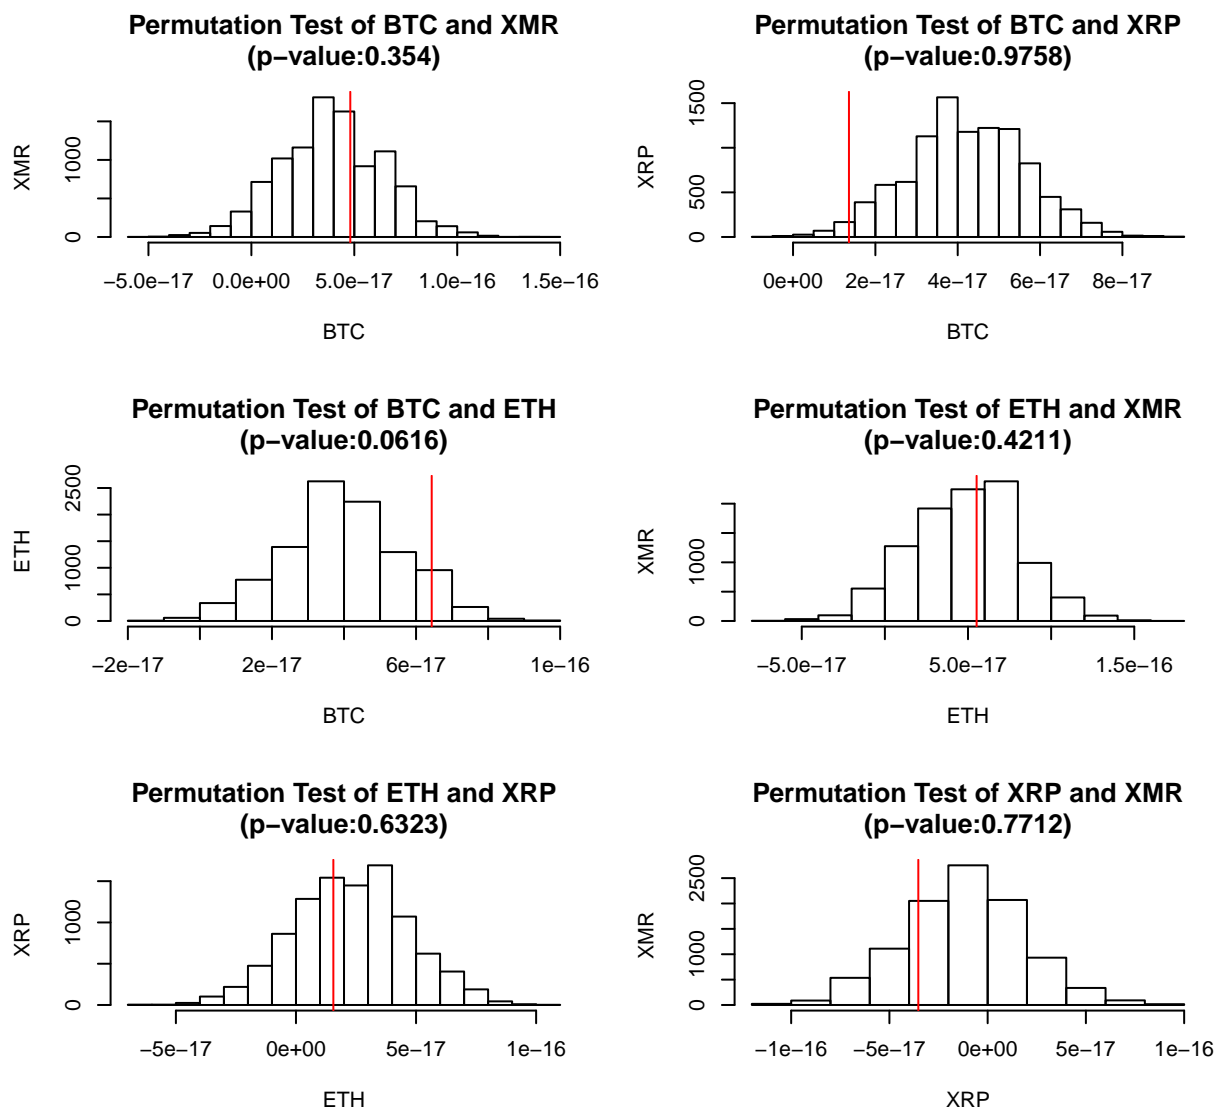 Permutation Test of BTC and XMR
(p−value:0.354)
XMR
0 1000
−5.0e−17 0.0e+00 5.0e−17 1.0e−16 1.5e−16
BTC
Permutation Test of BTC and XRP
(p−value:0.9758)
XRP
0 500 1500
0e+00 2e−17 4e−17 6e−17 8e−17
BTC
Permutation Test of BTC and ETH
(p−value:0.0616)
ETH
0 1000 2500
−2e−17 2e−17 6e−17 1e−16
BTC
Permutation Test of ETH and XMR
(p−value:0.4211)
XMR
0 1000
−5.0e−17 5.0e−17 1.5e−16
ETH
Permutation Test of ETH and XRP
(p−value:0.6323)
XRP
0 1000
−5e−17 0e+00 5e−17 1e−16
ETH
Permutation Test of XRP and XMR
(p−value:0.7712)
XMR
0 1000 2500
−1e−16 −5e−17 0e+00 5e−17 1e−16
XRP